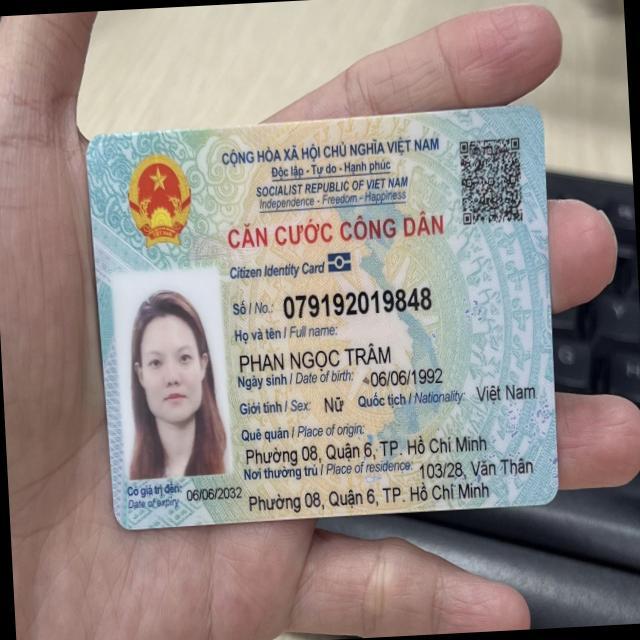 CỘNG HÒA XÃ HỘI CHỦ NGHĨA VIỆT NAM
Độc lập - Tự do - Hạnh phúc
SOCIALIST REPUBLIC OF VIET NAM
Independence - Freedom - Happiness
CĂN CƯỚC CÔNG DÂN
Citizen Identity Card
Số / No.: 079192019848
Họ và tên / Full name:
PHAN NGỌC TRÂM
Ngày sinh / Date of birth: 06/06/1992
Giới tính / Sex: Nữ Quốc tịch / Nationality: Việt Nam
Quê quán / Place of origin:
Phường 08, Quận 6, TP. Hồ Chí Minh
Nơi thường trú / Place of residence: 103/28, Văn Thân
Phường 08, Quận 6, TP. Hồ Chí Minh
Có giá trị đến: 06/06/2032
Date of expiry